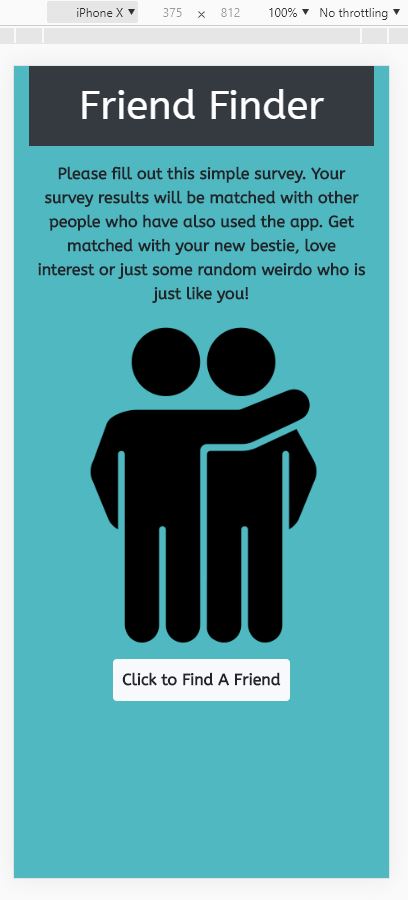 iPhone X ▼ 375 × 812 100% ▼ No throttling ▼
Friend Finder
Please fill out this simple survey. Your
survey results will be matched with other
people who have also used the app. Get
matched with your new bestie, love
interest or just some random weirdo who is
just like you!
Click to Find A Friend